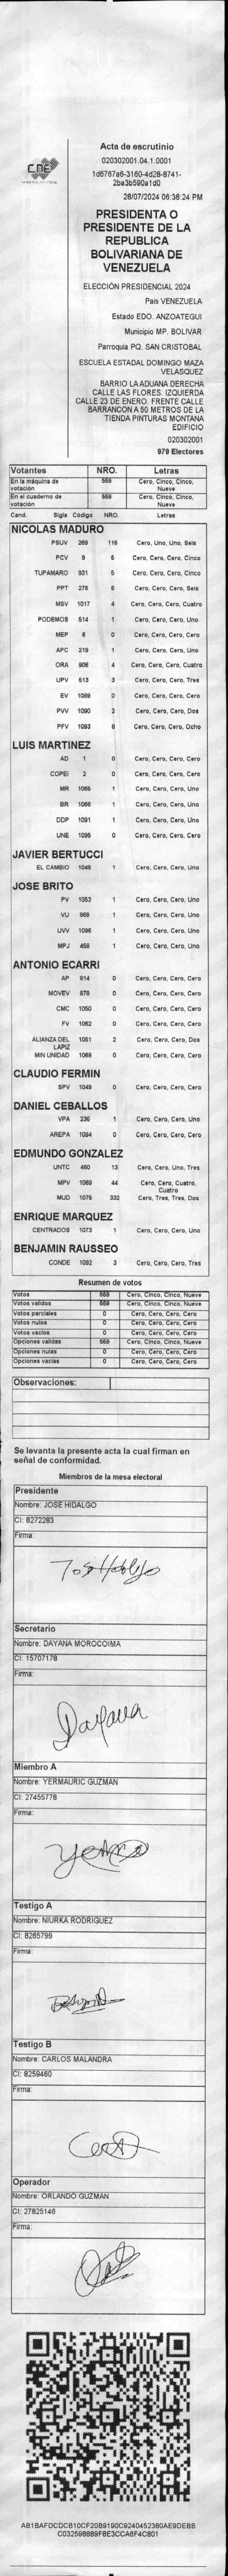 CDE
Acta de escrutinio
020302001.04.1.0001
1d6767a6-3160-4d28-8741-
2ba3b590a1d0
28/07/2024 06:38:24 PM
PRESIDENTA O
PRESIDENTE DE LA
REPUBLICA
BOLIVARIANA DE
VENEZUELA
ELECCIÓN PRESIDENCIAL 2024
Pais VENEZUELA
Estado EDO. ANZOATEGUI
Municipio MP. BOLIVAR
Parroquia PQ. SAN CRISTOBAL
ESCUELA ESTADAL DOMINGO MAZA
VELASQUEZ
BARRIO LA ADUANA DERECHA
CALLE LAS FLORES. IZQUIERDA
CALLE 23 DE ENERO. FRENTE CALLE
BARRANCON A 50 METROS DE LA
TIENDA PINTURAS MONTANA
EDIFICIO
020302001
979 Electores
Votantes NRO. Letras
En la máquina de votación 559 Cero, Cinco, Cinco, Nueve
En el cuaderno de votación 559 Cero, Cinco, Cinco, Nueve
Cand. Sigla Código NRO. Letras
NICOLAS MADURO
PSUV 269 116 Cero, Uno, Uno, Seis
PCV 9 5 Cero, Cero, Cero, Cinco
TUPAMARO 931 5 Cero, Cero, Cero, Cinco
PPT 276 6 Cero, Cero, Cero, Seis
MSV 1017 4 Cero, Cero, Cero, Cuatro
PODEMOS 514 1 Cero, Cero, Cero, Uno
MEP 6 0 Cero, Cero, Cero, Cero
APC 219 1 Cero, Cero, Cero, Uno
ORA 906 4 Cero, Cero, Cero, Cuatro
UPV 513 3 Cero, Cero, Cero, Tres
EV 1089 0 Cero, Cero, Cero, Cero
PVV 1090 2 Cero, Cero, Cero, Dos
PFV 1093 8 Cero, Cero, Cero, Ocho
LUIS MARTINEZ
AD 1 0 Cero, Cero, Cero, Cero
COPEI 2 0 Cero, Cero, Cero, Cero
MR 1066 1 Cero, Cero, Cero, Uno
BR 1065 1 Cero, Cero, Cero, Uno
DDP 1091 1 Cero, Cero, Cero, Uno
UNE 1095 0 Cero, Cero, Cero, Cero
JAVIER BERTUCCI
EL CAMBIO 1048 1 Cero, Cero, Cero, Uno
JOSE BRITO
PV 1053 1 Cero, Cero, Cero, Uno
VU 968 1 Cero, Cero, Cero, Uno
UVV 1096 1 Cero, Cero, Cero, Uno
MPJ 458 1 Cero, Cero, Cero, Uno
ANTONIO ECARRI
AP 814 0 Cero, Cero, Cero, Cero
MOVEV 878 0 Cero, Cero, Cero, Cero
CMC 1050 0 Cero, Cero, Cero, Cero
FV 1062 0 Cero, Cero, Cero, Cero
ALIANZA DEL LÁPIZ 1051 2 Cero, Cero, Cero, Dos
MIN UNIDAD 1068 0 Cero, Cero, Cero, Cero
CLAUDIO FERMIN
SPV 1049 0 Cero, Cero, Cero, Cero
DANIEL CEBALLOS
VPA 236 1 Cero, Cero, Cero, Uno
AREPA 1094 0 Cero, Cero, Cero, Cero
EDMUNDO GONZALEZ
UNTC 460 13 Cero, Cero, Uno, Tres
MPV 1069 44 Cero, Cero, Cuatro, Cuatro
MUD 1075 332 Cero, Tres, Tres, Dos
ENRIQUE MARQUEZ
CENTRADOS 1073 1 Cero, Cero, Cero, Uno
BENJAMIN RAUSSEO
CONDE 1092 3 Cero, Cero, Cero, Tres
Resumen de votos
Votos 559 Cero, Cinco, Cinco, Nueve
Votos validos 559 Cero, Cinco, Cinco, Nueve
Votos parciales 0 Cero, Cero, Cero, Cero
Votos nulos 0 Cero, Cero, Cero, Cero
Votos vacios 0 Cero, Cero, Cero, Cero
Opciones validas 559 Cero, Cinco, Cinco, Nueve
Opciones nulas 0 Cero, Cero, Cero, Cero
Opciones vacias 0 Cero, Cero, Cero, Cero
Observaciones:
Se levanta la presente acta la cual firman en
señal de conformidad.
Miembros de la mesa electoral
Presidente
Nombre: JOSE HIDALGO
CI: 8272283
Firma:
Secretario
Nombre: DAYANA MOROCOIMA
CI: 15707178
Firma:
Dayana
Miembro A
Nombre: YERMAURIC GUZMAN
CI: 27455778
Firma:
Testigo A
Nombre: NIURKA RODRIGUEZ
CI: 8265799
Firma:
Testigo B
Nombre: CARLOS MALANDRA
CI: 8259460
Firma:
Operador
Nombre: ORLANDO GUZMAN
CI: 27825146
Firma:
AB1BAFDCDCB10CF20B9190C9240452380AE9DEBB
C032598889F8E3CCA6F4C801